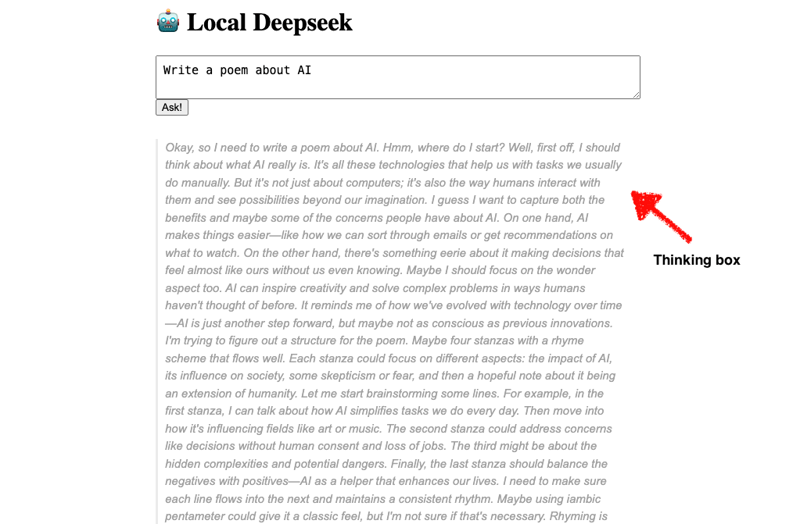 🤖 Local Deepseek
Write a poem about AI
Ask!
Okay, so I need to write a poem about AI. Hmm, where do I start? Well, first off, I should
think about what AI really is. It's all these technologies that help us with tasks we usually
do manually. But it's not just about computers; it's also the way humans interact with
them and see possibilities beyond our imagination. I guess I want to capture both the
benefits and maybe some of the concerns people have about AI. On one hand, AI
makes things easier—like how we can sort through emails or get recommendations on
what to watch. On the other hand, there's something eerie about it making decisions that
feel almost like ours without us even knowing. Maybe I should focus on the wonder
aspect too. AI can inspire creativity and solve complex problems in ways humans
haven't thought of before. It reminds me of how we've evolved with technology over time
—AI is just another step forward, but maybe not as conscious as previous innovations.
I'm trying to figure out a structure for the poem. Maybe four stanzas with a rhyme
scheme that flows well. Each stanza could focus on different aspects: the impact of AI,
its influence on society, some skepticism or fear, and then a hopeful note about it being
an extension of humanity. Let me start brainstorming some lines. For example, in the
first stanza, I can talk about how AI simplifies tasks we do every day. Then move into
how it's influencing fields like art or music. The second stanza could address concerns
like decisions without human consent and loss of jobs. The third might be about the
hidden complexities and potential dangers. Finally, the last stanza should balance the
negatives with positives—AI as a helper that enhances our lives. I need to make sure
each line flows into the next and maintains a consistent rhythm. Maybe using iambic
pentameter could give it a classic feel, but I'm not sure if that's necessary. Rhyming is
Thinking box